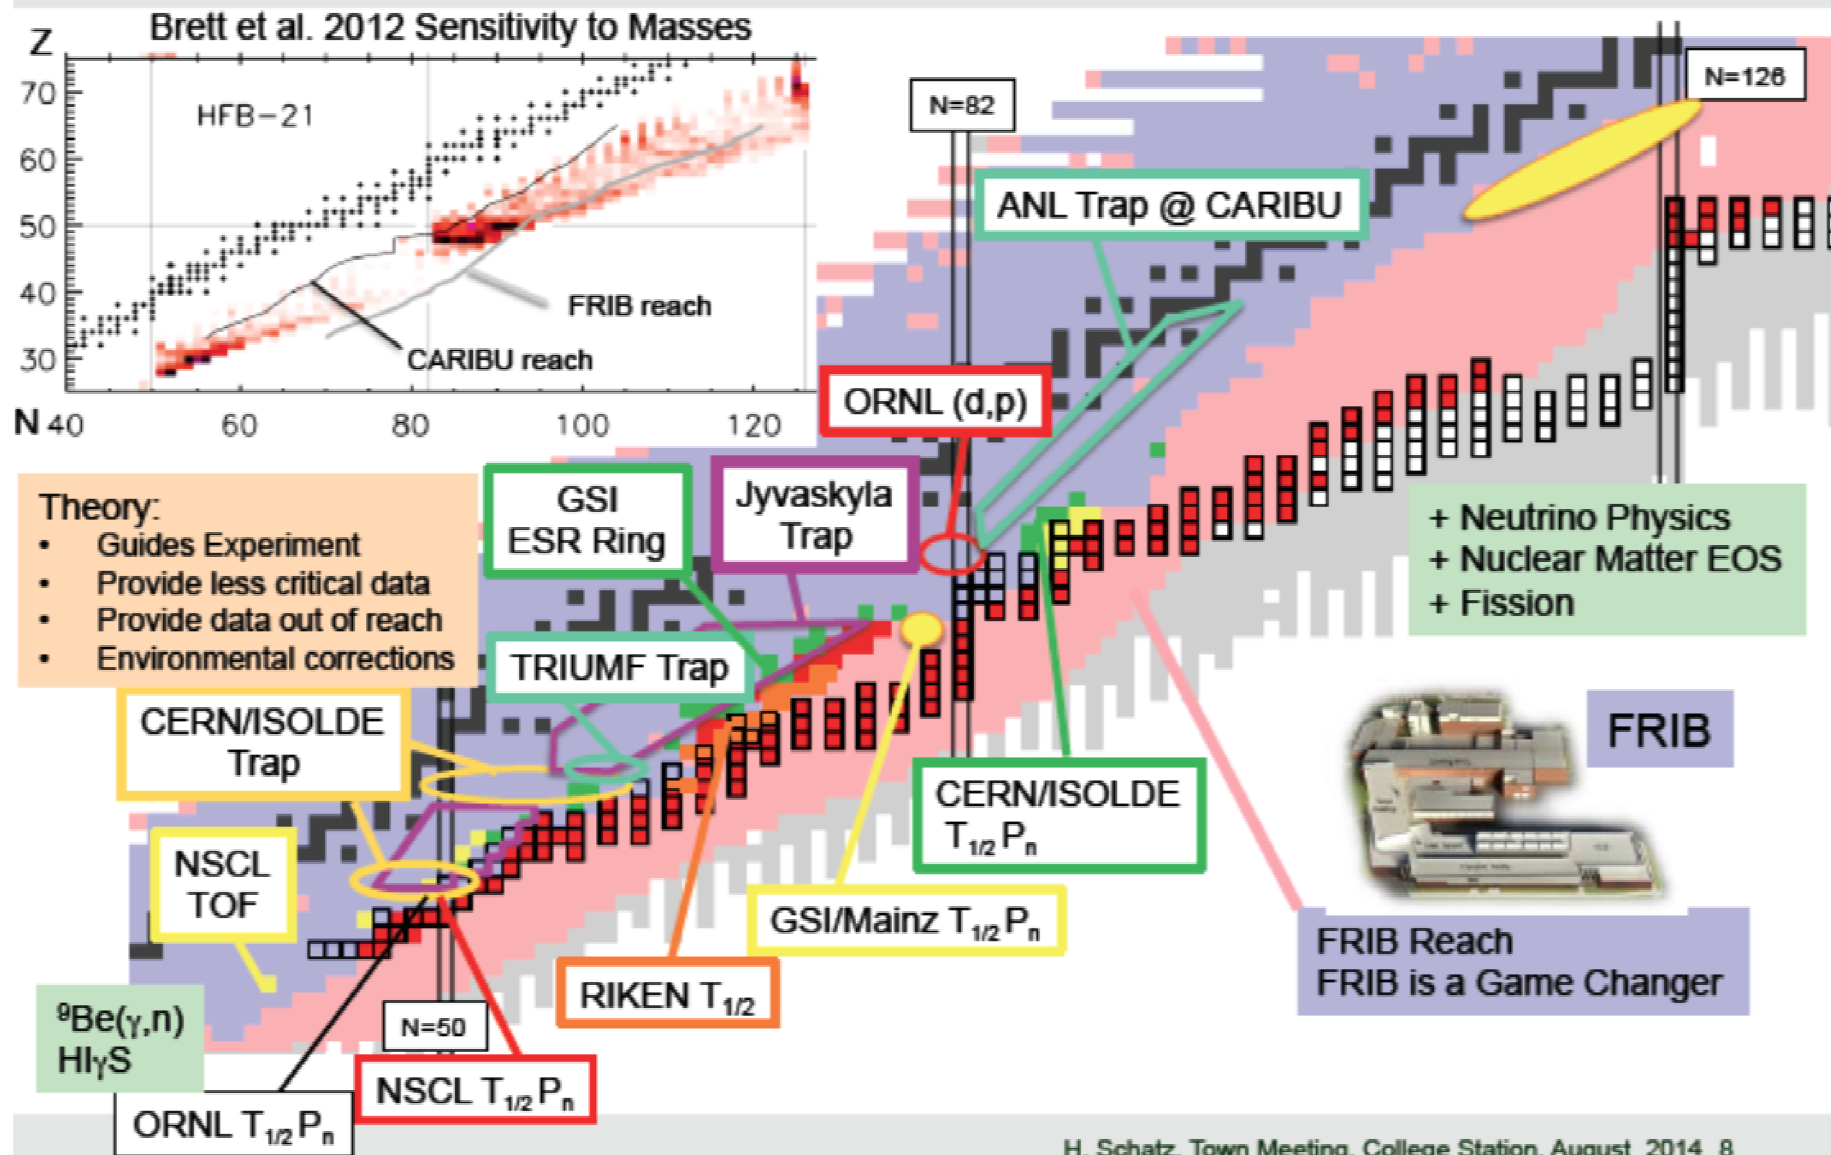 Brett et al. 2012 Sensitivity to Masses
Z
70
60
50
40
30
HFB-21
FRIB reach
CARIBU reach
N 40
60
80
100
120
N=82
N=126
ANL Trap @ CARIBU
ORNL (d,p)
Theory:
• Guides Experiment
• Provide less critical data
• Provide data out of reach
• Environmental corrections
GSI
ESR Ring
Jyvaskyla
Trap
TRIUMF Trap
CERN/ISOLDE
Trap
NSCL
TOF
+ Neutrino Physics
+ Nuclear Matter EOS
+ Fission
FRIB
CERN/ISOLDE
T1/2 Pn
GSI/Mainz T1/2 Pn
RIKEN T1/2
FRIB Reach
FRIB is a Game Changer
⁹Be(γ,n)
HIγS
N=50
NSCL T1/2 Pn
ORNL T1/2 Pn
H. Schatz, Town Meeting, College Station, August, 2014 8